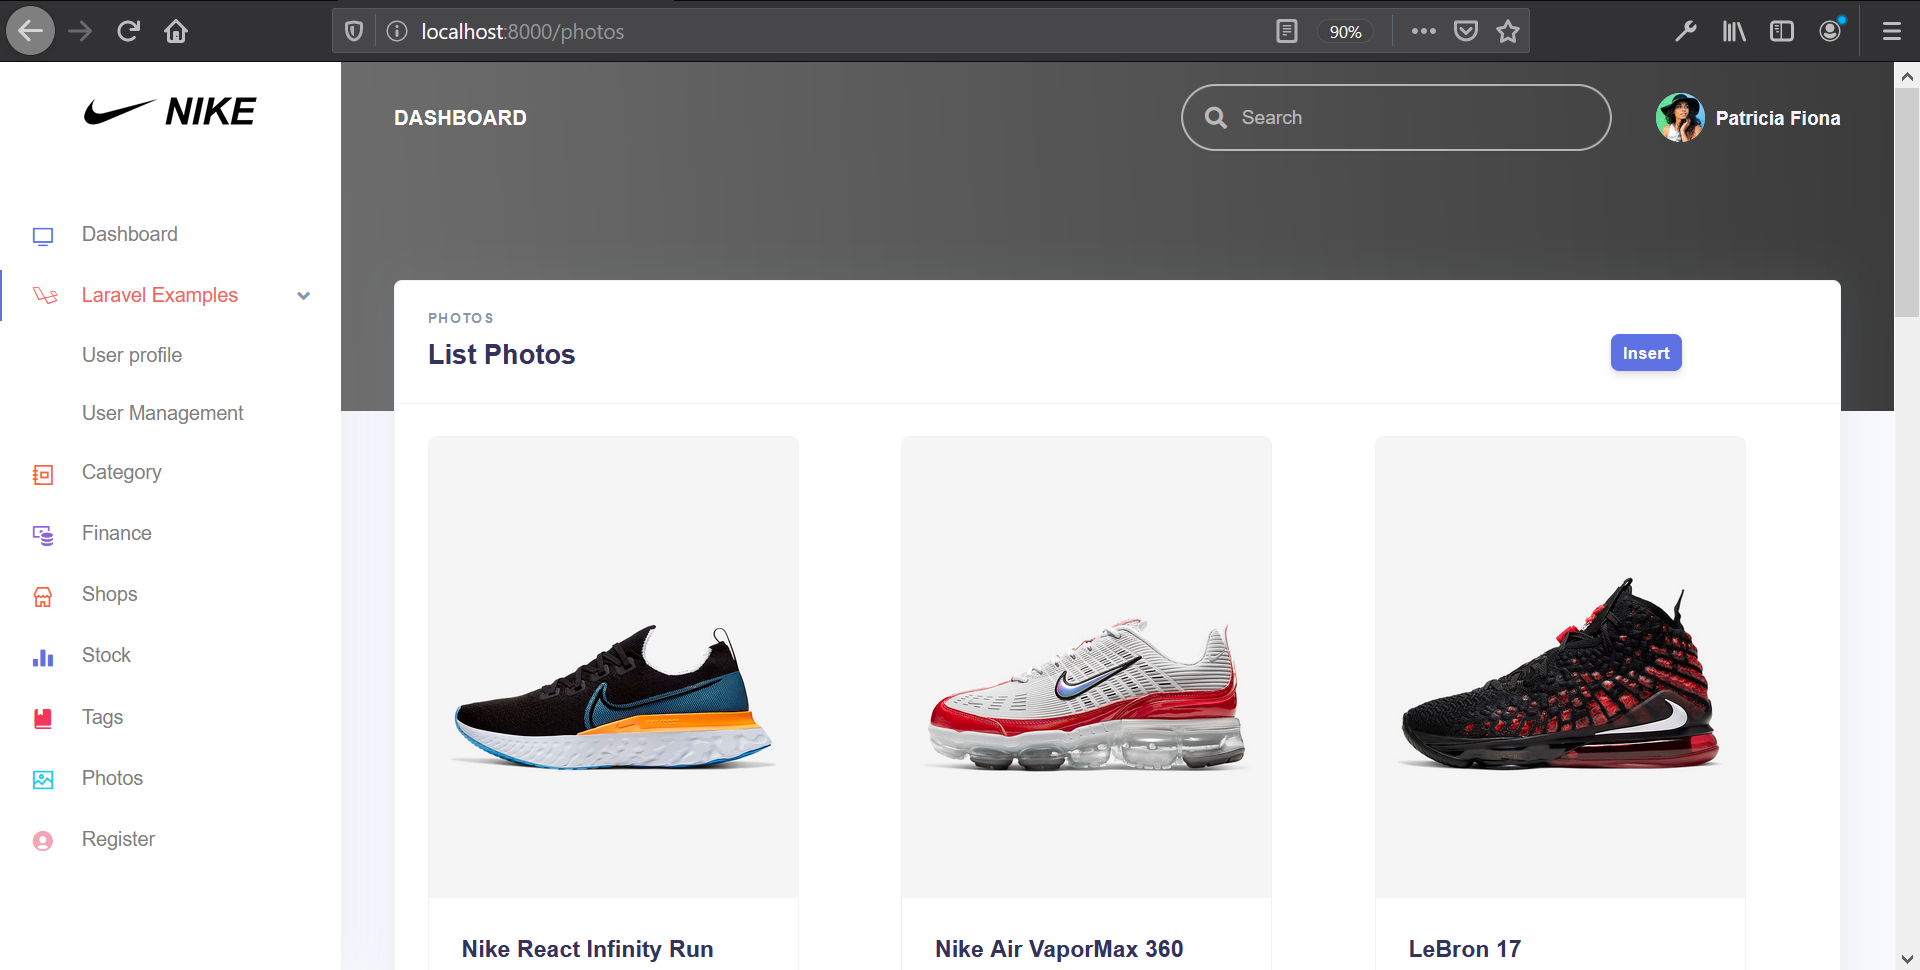 localhost:8000/photos
90%
NIKE
DASHBOARD
Search
Patricia Fiona
Dashboard
Laravel Examples
User profile
User Management
Category
Finance
Shops
Stock
Tags
Photos
Register
PHOTOS
List Photos
Insert
Nike React Infinity Run
Nike Air VaporMax 360
LeBron 17